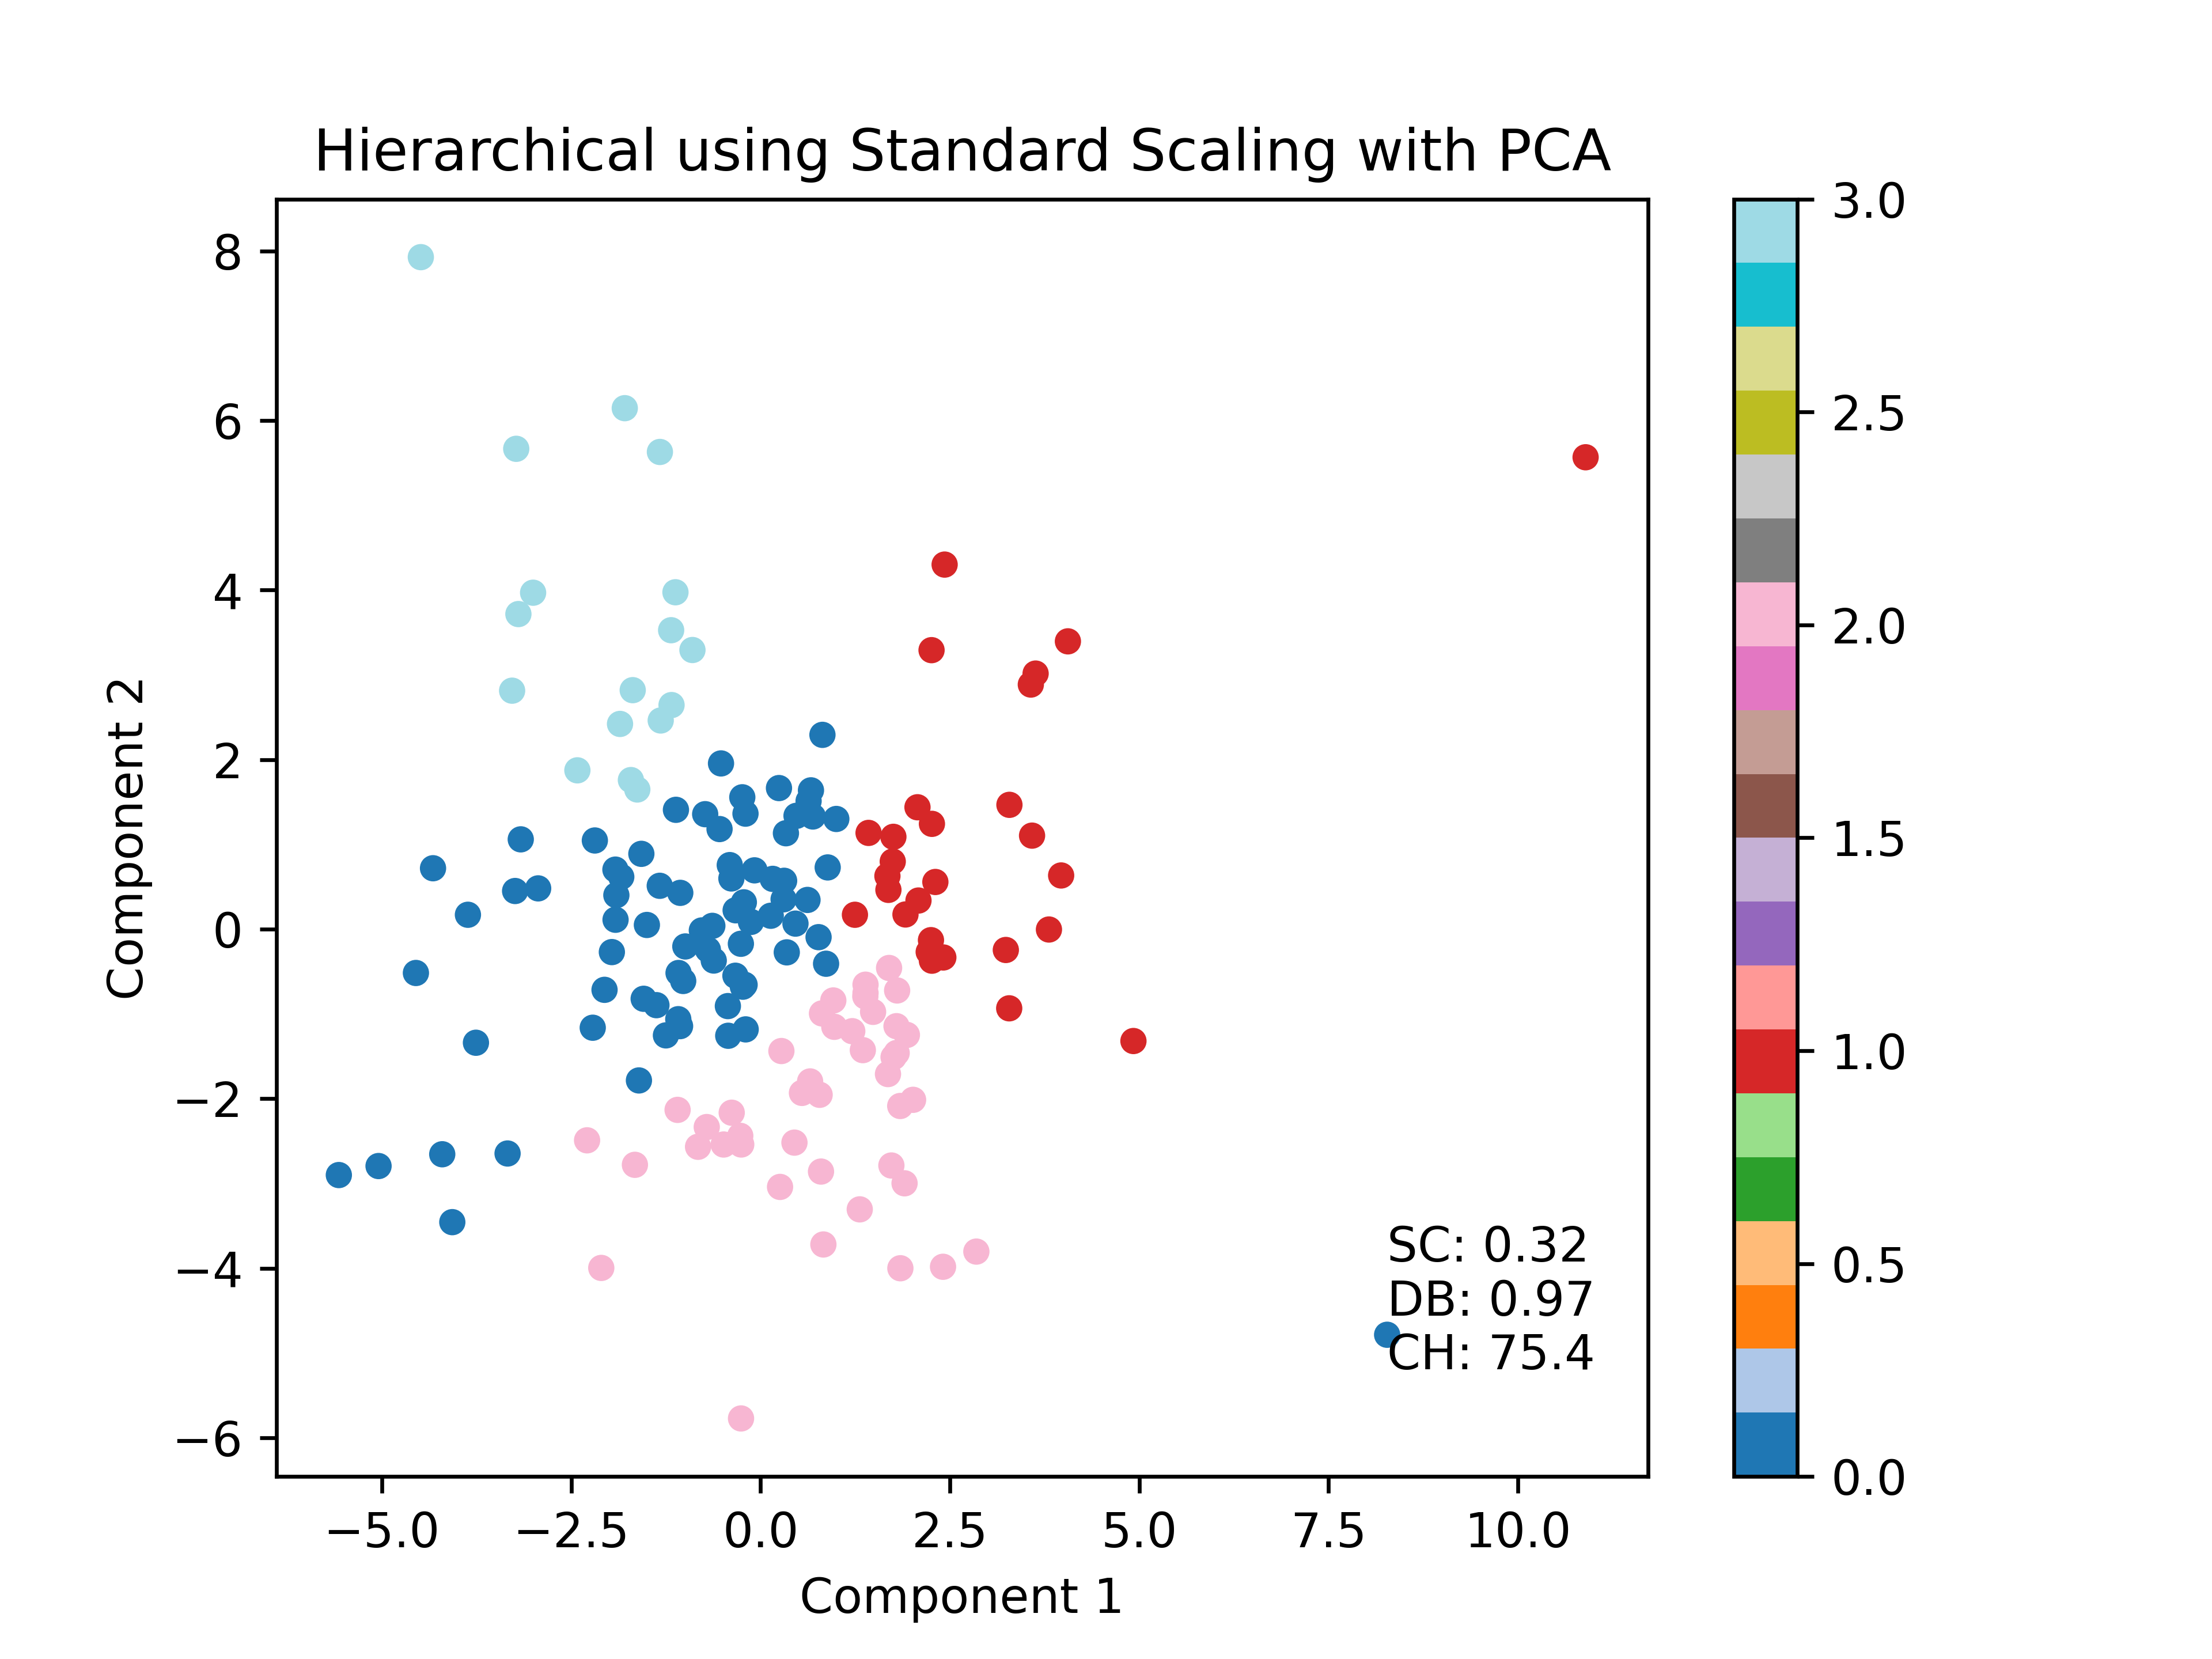 Hierarchical using Standard Scaling with PCA
8
6
4
2
0
−2
−4
−6
Component 2
−5.0 −2.5 0.0 2.5 5.0 7.5 10.0
Component 1
SC: 0.32
DB: 0.97
CH: 75.4
3.0
2.5
2.0
1.5
1.0
0.5
0.0